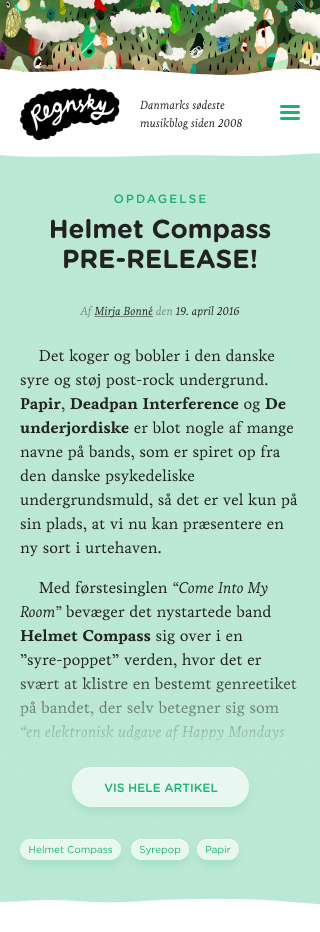 Regnsky
Danmarks sødeste
musikblog siden 2008
OPDAGELSE
Helmet Compass
PRE-RELEASE!
Af Mirja Bonné den 19. april 2016
Det koger og bobler i den danske
syre og støj post-rock undergrund.
Papir, Deadpan Interference og De
underjordiske er blot nogle af mange
navne på bands, som er spiret op fra
den danske psykedeliske
undergrundsmuld, så det er vel kun på
sin plads, at vi nu kan præsentere en
ny sort i urtehaven.
Med førstesinglen “Come Into My
Room” bevæger det nystartede band
Helmet Compass sig over i en
”syre-poppet” verden, hvor det er
svært at klistre en bestemt genreetiket
på bandet, der selv betegner sig som
“en elektronisk udgave af Happy Mondays
VIS HELE ARTIKEL
Helmet Compass
Syrepop
Papir